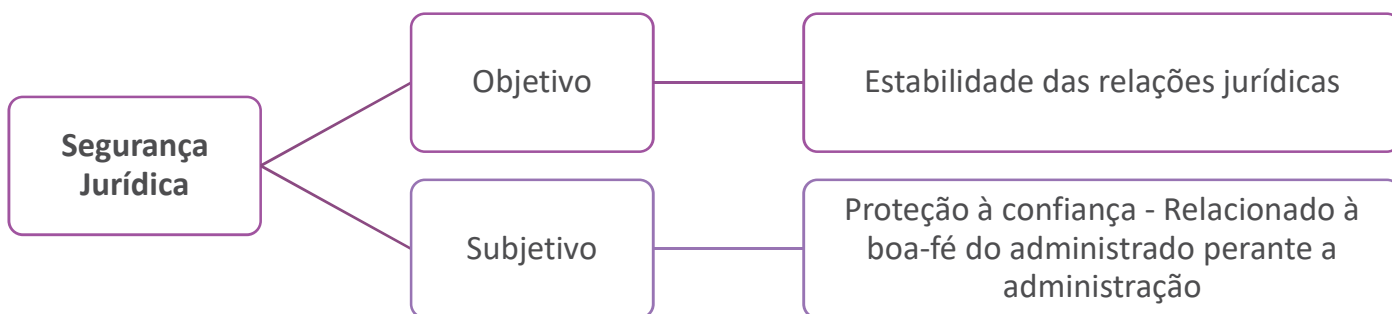 Segurança
Jurídica
Objetivo
Estabilidade das relações jurídicas
Subjetivo
Proteção à confiança - Relacionado à
boa-fé do administrado perante a
administração